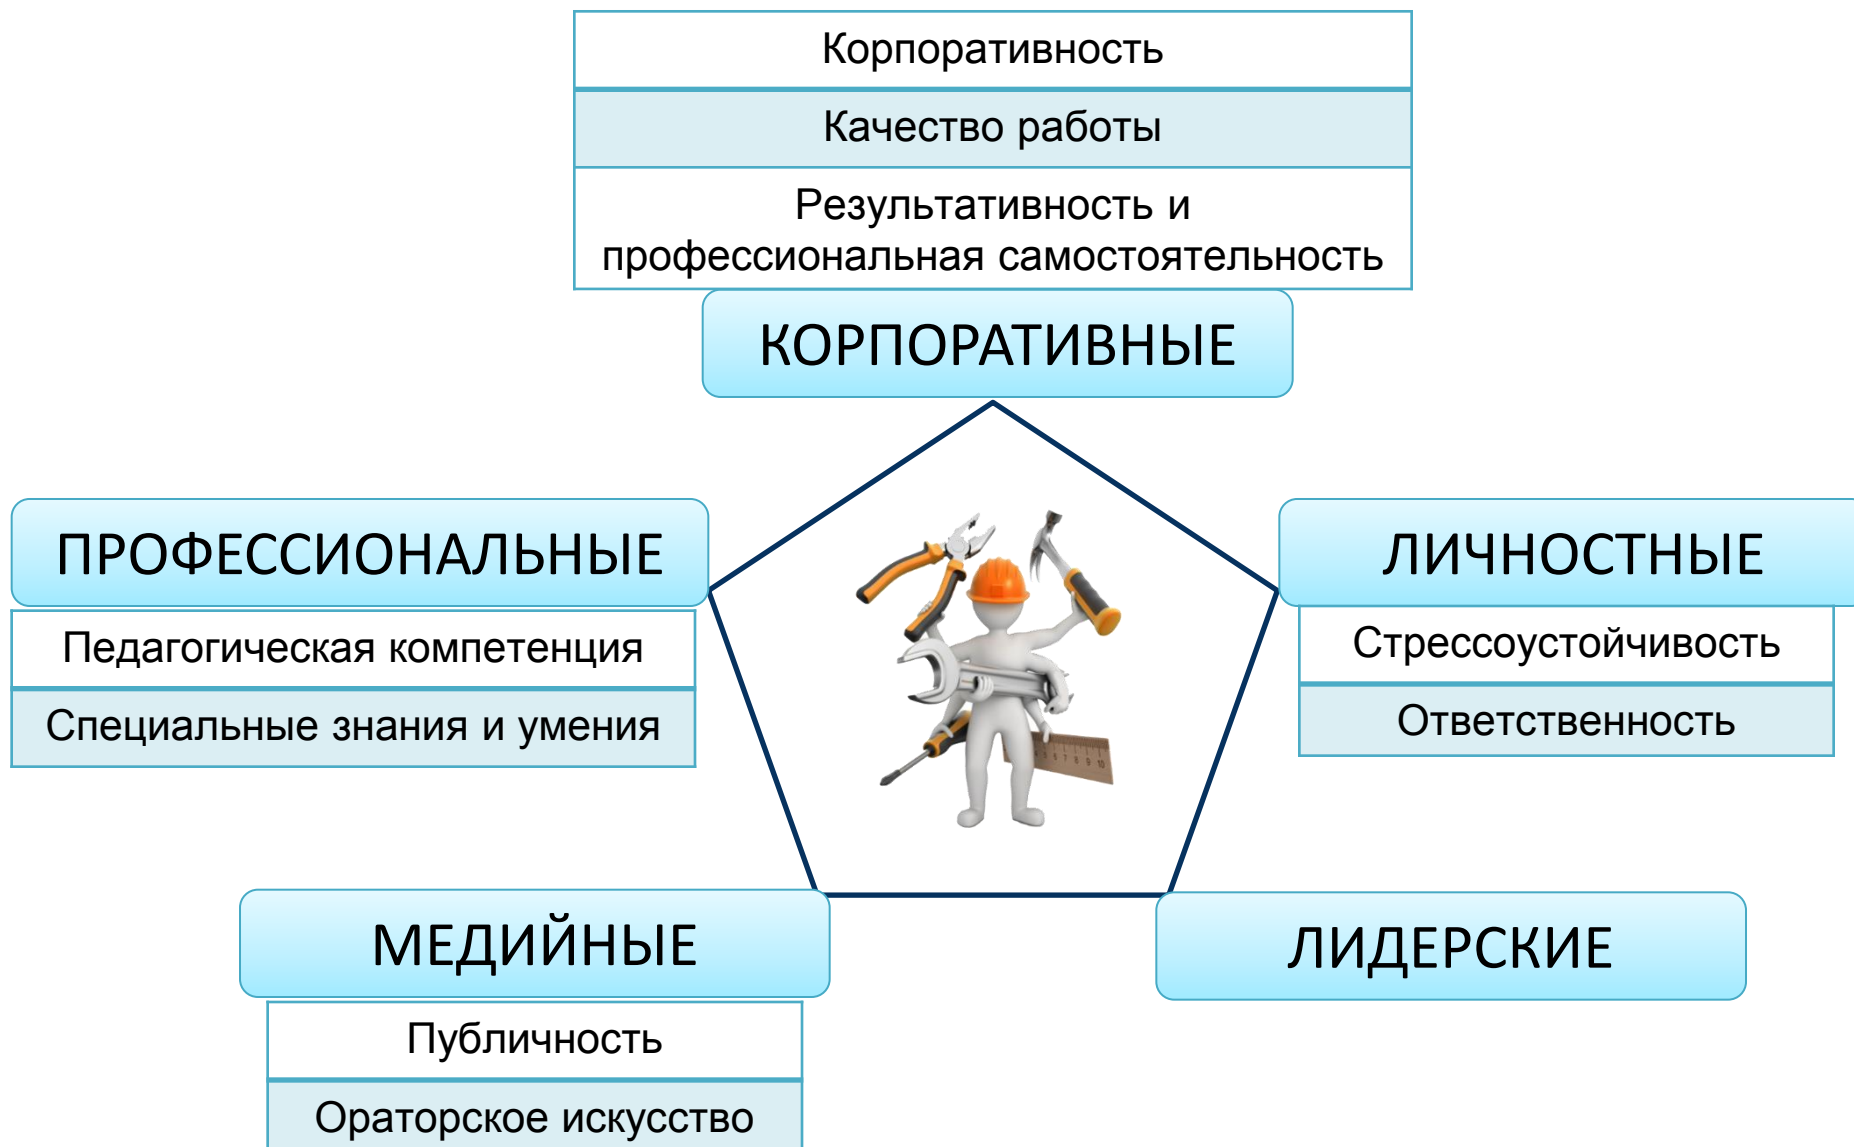 Корпоративность
Качество работы
Результативность и
профессиональная самостоятельность
КОРПОРАТИВНЫЕ
ПРОФЕССИОНАЛЬНЫЕ
Педагогическая компетенция
Специальные знания и умения
ЛИЧНОСТНЫЕ
Стрессоустойчивость
Ответственность
МЕДИЙНЫЕ
Публичность
Ораторское искусство
ЛИДЕРСКИЕ